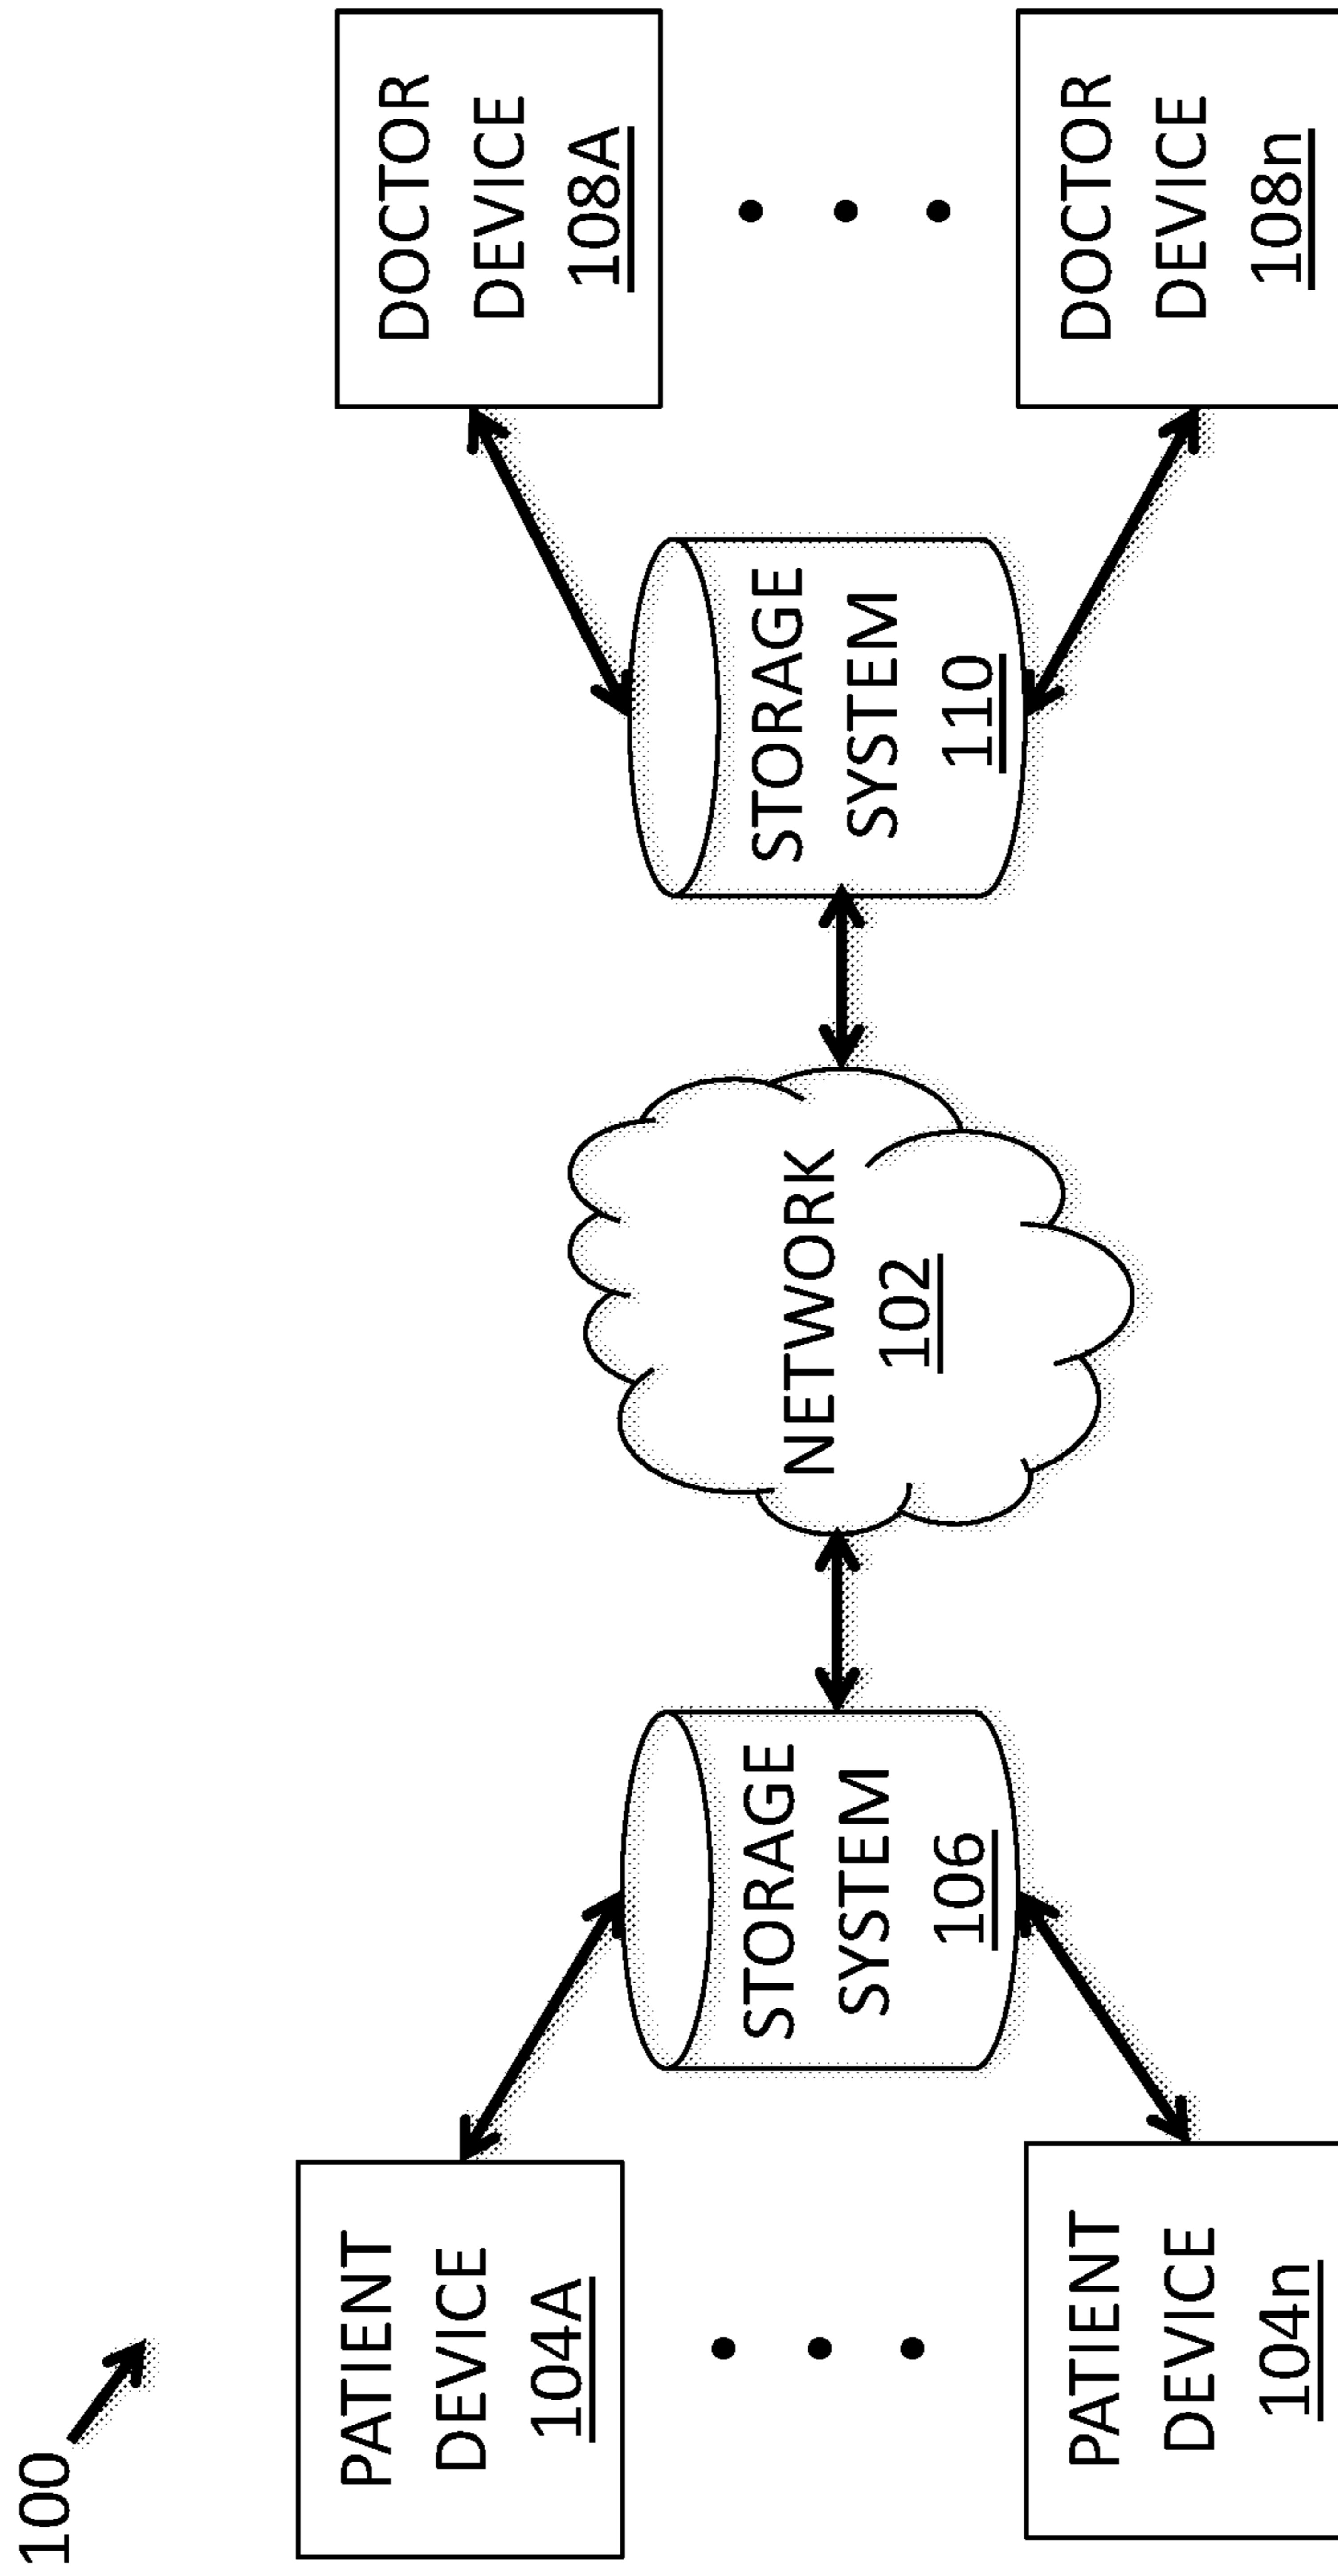 100
PATIENT
DEVICE
104A
PATIENT
DEVICE
104n
STORAGE
SYSTEM
106
NETWORK
102
STORAGE
SYSTEM
110
DOCTOR
DEVICE
108A
DOCTOR
DEVICE
108n